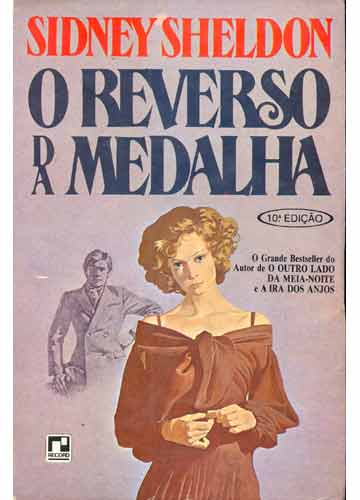 SIDNEY SHELDON
O REVERSO
DA MEDALHA
10ª EDIÇÃO
O Grande Bestseller do
Autor de O OUTRO LADO
DA MEIA-NOITE
e A IRA DOS ANJOS
RECORD